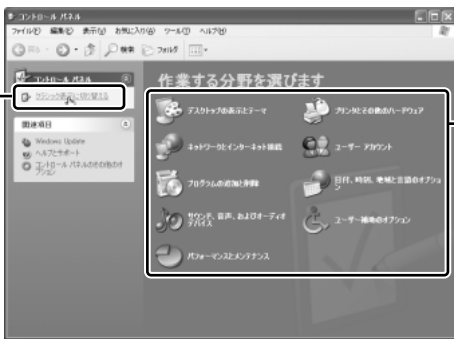 コントロール パネル
ファイル(F) 編集(E) 表示(V) お気に入り(A) ツール(T) ヘルプ(H)
戻る 検索 フォルダ
コントロール パネル
クラシック表示に切り替える
関連項目
Windows Update
ヘルプとサポート
コントロール パネルのその他のオ
プション
作業する分野を選びます
デスクトップの表示とテーマ
プリンタとその他のハードウェア
ネットワークとインターネット接続
ユーザー アカウント
プログラムの追加と削除
日付、時刻、地域と言語のオプショ
ン
サウンド、音声、およびオーディオ
デバイス
ユーザー補助のオプション
パフォーマンスとメンテナンス